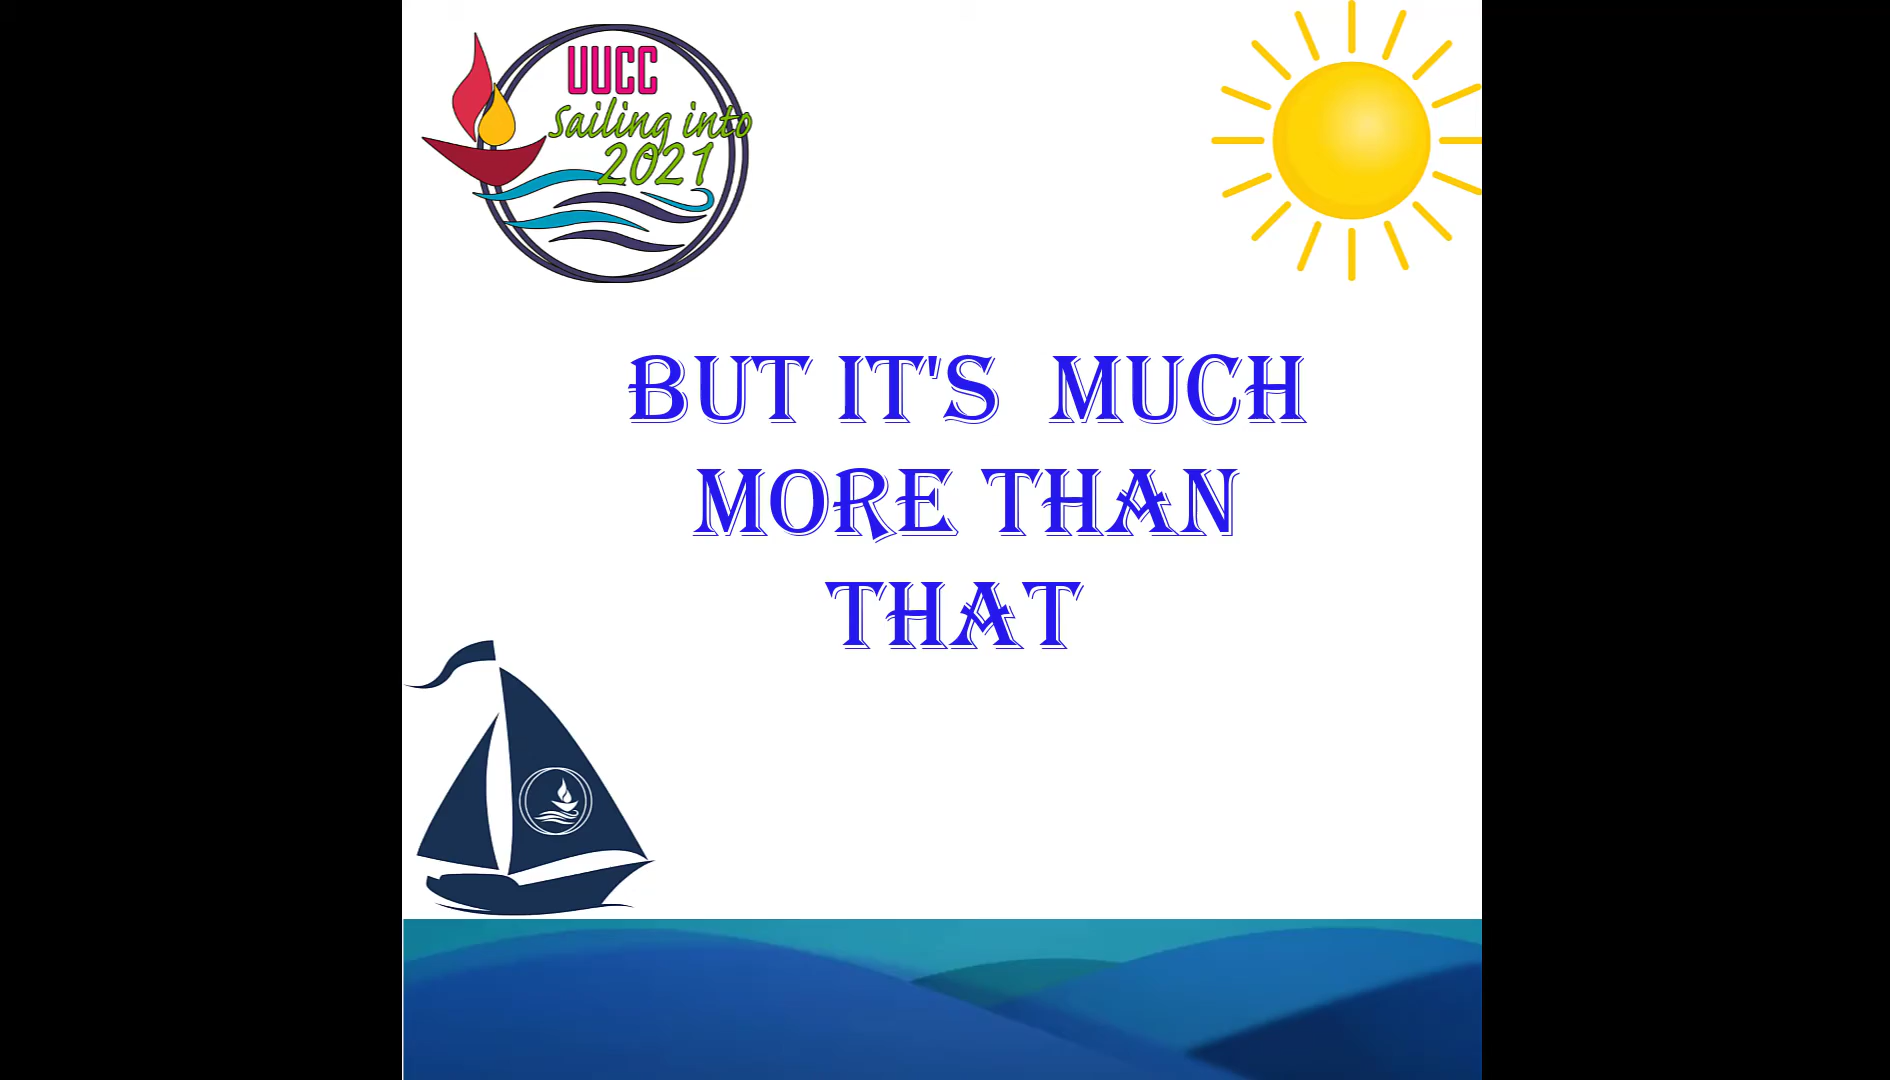 UUCC
Sailing into
2021
BUT IT'S MUCH
MORE THAN
THAT